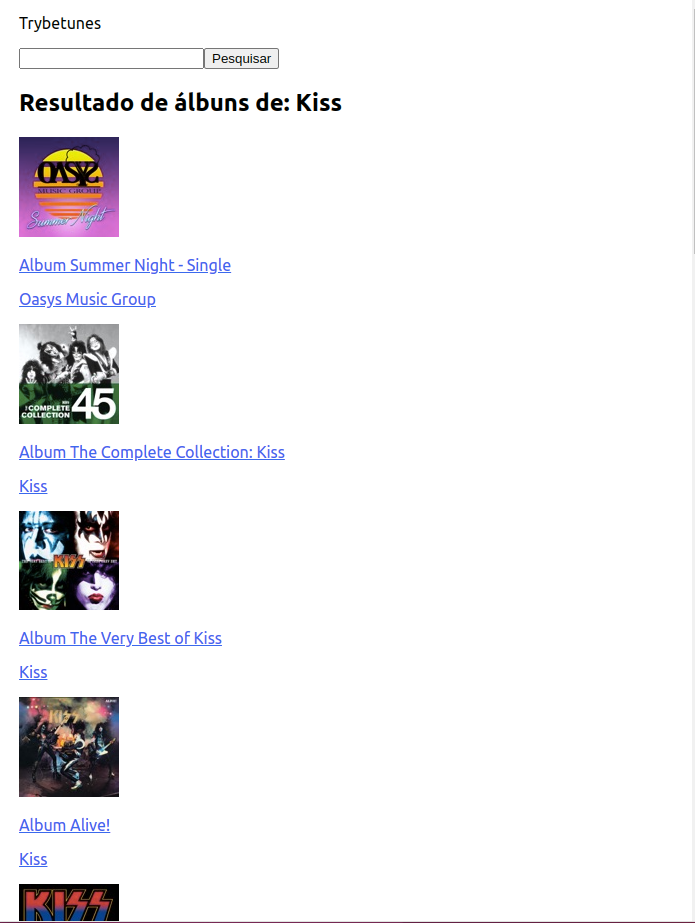 Trybetunes
Pesquisar
Resultado de álbuns de: Kiss
OASYS
MUSIC GROUP
Summer Night
Album Summer Night - Single
Oasys Music Group
THE COMPLETE
COLLECTION
45
Album The Complete Collection: Kiss
Kiss
KISS
Album The Very Best of Kiss
Kiss
KISS
Album Alive!
Kiss
KISS